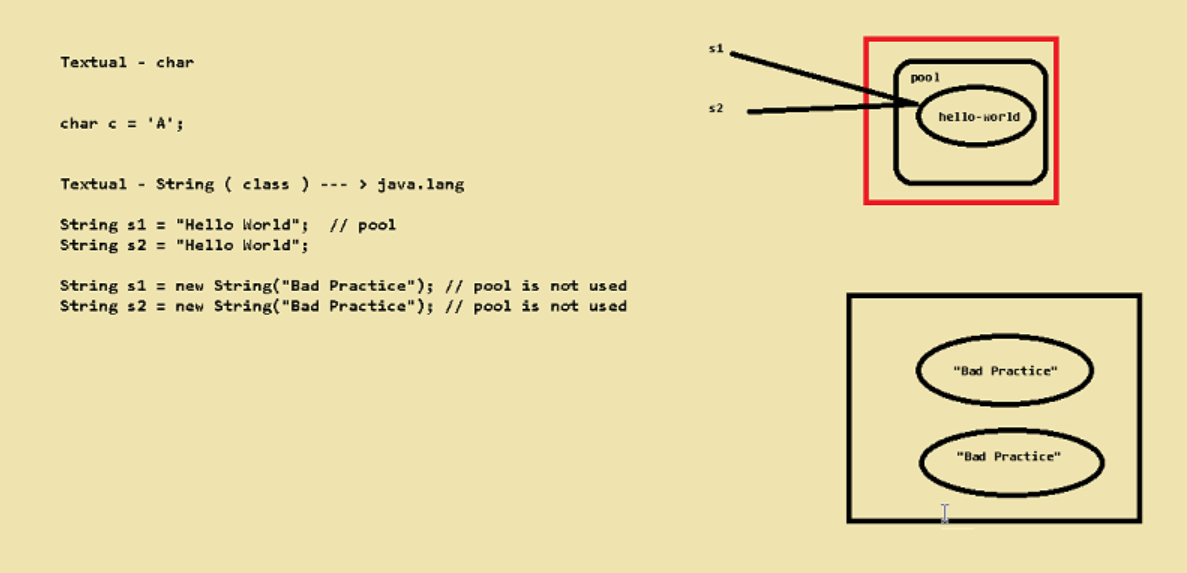 Textual - char
char c = 'A';
Textual - String ( class ) --- > java.lang
String s1 = "Hello World";  // pool
String s2 = "Hello World";
String s1 = new String("Bad Practice"); // pool is not used
String s2 = new String("Bad Practice"); // pool is not used
s1
s2
pool
hello-world
"Bad Practice"
"Bad Practice"